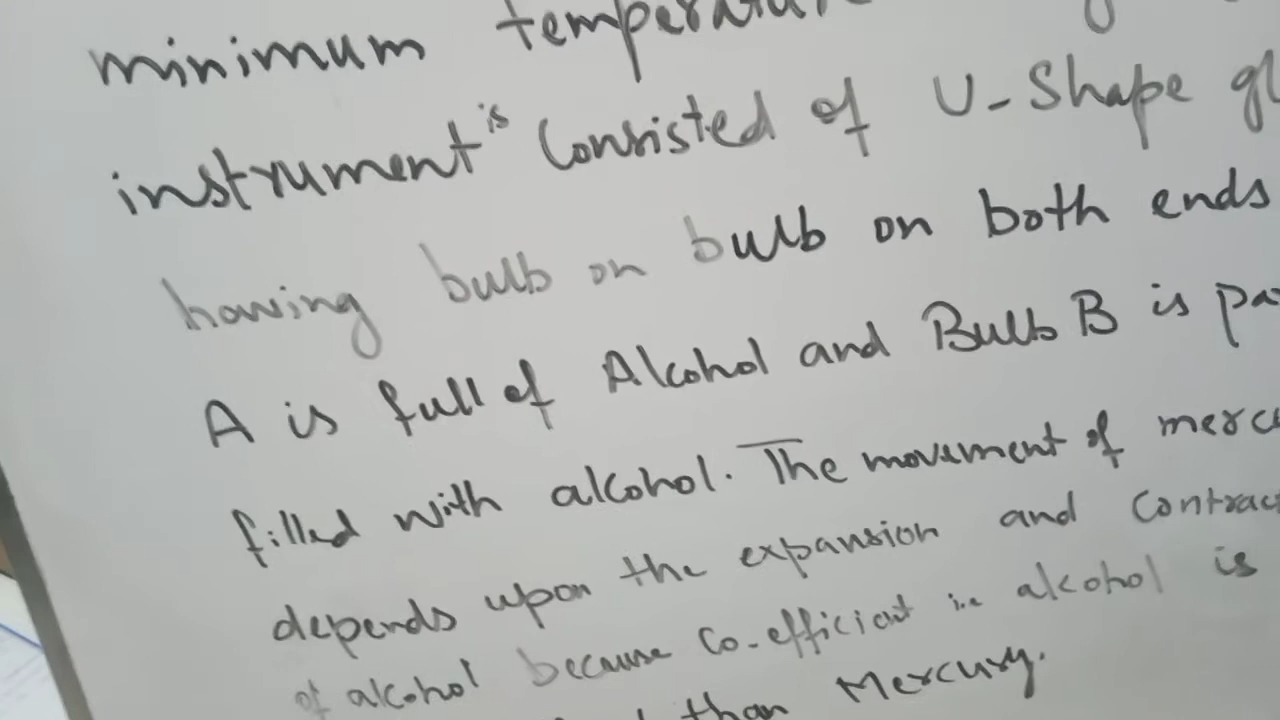 minimum
instrument is Consisted of U-Shape
having bulb on bulb on both ends
A is full of Alcohol and Bulb B is
filled with alcohol. The movement of
depends upon the expansion and
of alcohol because Co-efficient i.e alcohol is
than Mercury.